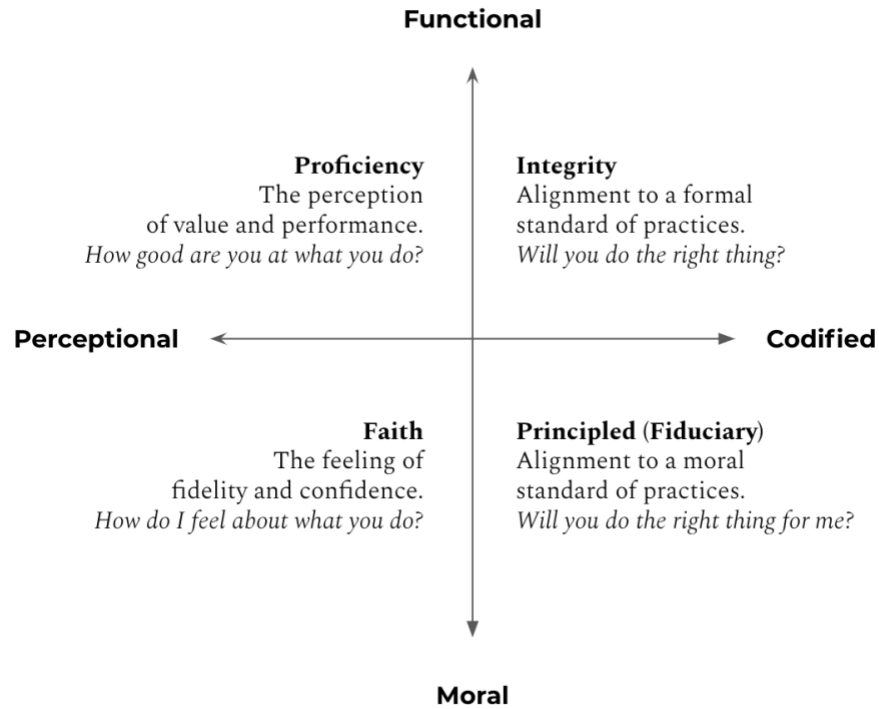 Functional
Proficiency
The perception
of value and performance.
How good are you at what you do?
Integrity
Alignment to a formal
standard of practices.
Will you do the right thing?
Perceptional
Codified
Faith
The feeling of
fidelity and confidence.
How do I feel about what you do?
Principled (Fiduciary)
Alignment to a moral
standard of practices.
Will you do the right thing for me?
Moral